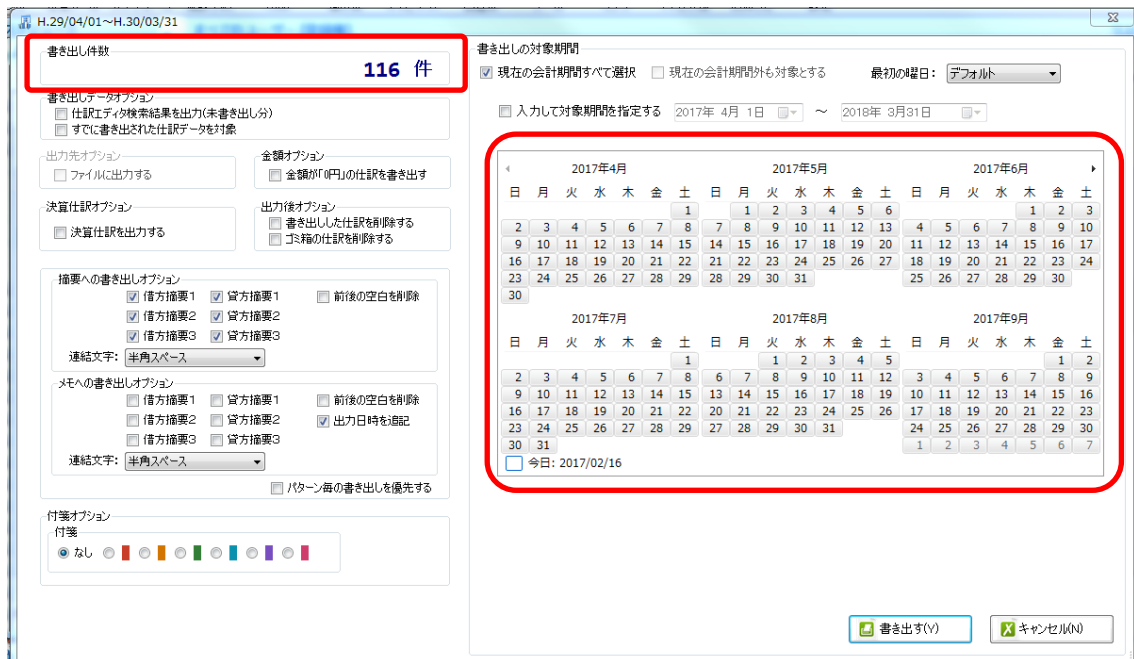 H.29/04/01～H.30/03/31
書き出し件数
116 件
書き出しデータオプション
仕訳エディタ検索結果を出力(未書き出し分)
すでに書き出された仕訳データを対象
出力先オプション
ファイルに出力する
金額オプション
金額が「0円」の仕訳を書き出す
決算仕訳オプション
決算仕訳を出力する
出力後オプション
書き出しした仕訳を削除する
ゴミ箱の仕訳を削除する
摘要への書き出しオプション
借方摘要1 貸方摘要1 前後の空白を削除
借方摘要2 貸方摘要2
借方摘要3 貸方摘要3
連結文字: 半角スペース
メモへの書き出しオプション
借方摘要1 貸方摘要1 前後の空白を削除
借方摘要2 貸方摘要2 出力日時を追記
借方摘要3 貸方摘要3
連結文字: 半角スペース
パターン毎の書き出しを優先する
付箋オプション
付箋
なし
書き出しの対象期間
現在の会計期間すべて選択 現在の会計期間外も対象とする 最初の曜日: デフォルト
入力して対象期間を指定する 2017年 4月 1日 ～ 2018年 3月31日
2017年4月 2017年5月 2017年6月
日 月 火 水 木 金 土 日 月 火 水 木 金 土 日 月 火 水 木 金 土
1 1 2 3 4 5 6 1 2 3
2 3 4 5 6 7 8 7 8 9 10 11 12 13 4 5 6 7 8 9 10
9 10 11 12 13 14 15 14 15 16 17 18 19 20 11 12 13 14 15 16 17
16 17 18 19 20 21 22 21 22 23 24 25 26 27 18 19 20 21 22 23 24
23 24 25 26 27 28 29 28 29 30 31 25 26 27 28 29 30
30
2017年7月 2017年8月 2017年9月
日 月 火 水 木 金 土 日 月 火 水 木 金 土 日 月 火 水 木 金 土
1 1 2 3 4 5 1 2
2 3 4 5 6 7 8 6 7 8 9 10 11 12 3 4 5 6 7 8 9
9 10 11 12 13 14 15 13 14 15 16 17 18 19 10 11 12 13 14 15 16
16 17 18 19 20 21 22 20 21 22 23 24 25 26 17 18 19 20 21 22 23
23 24 25 26 27 28 29 27 28 29 30 31 24 25 26 27 28 29 30
30 31 1 2 3 4 5 6 7
今日: 2017/02/16
書き出す(Y) キャンセル(N)